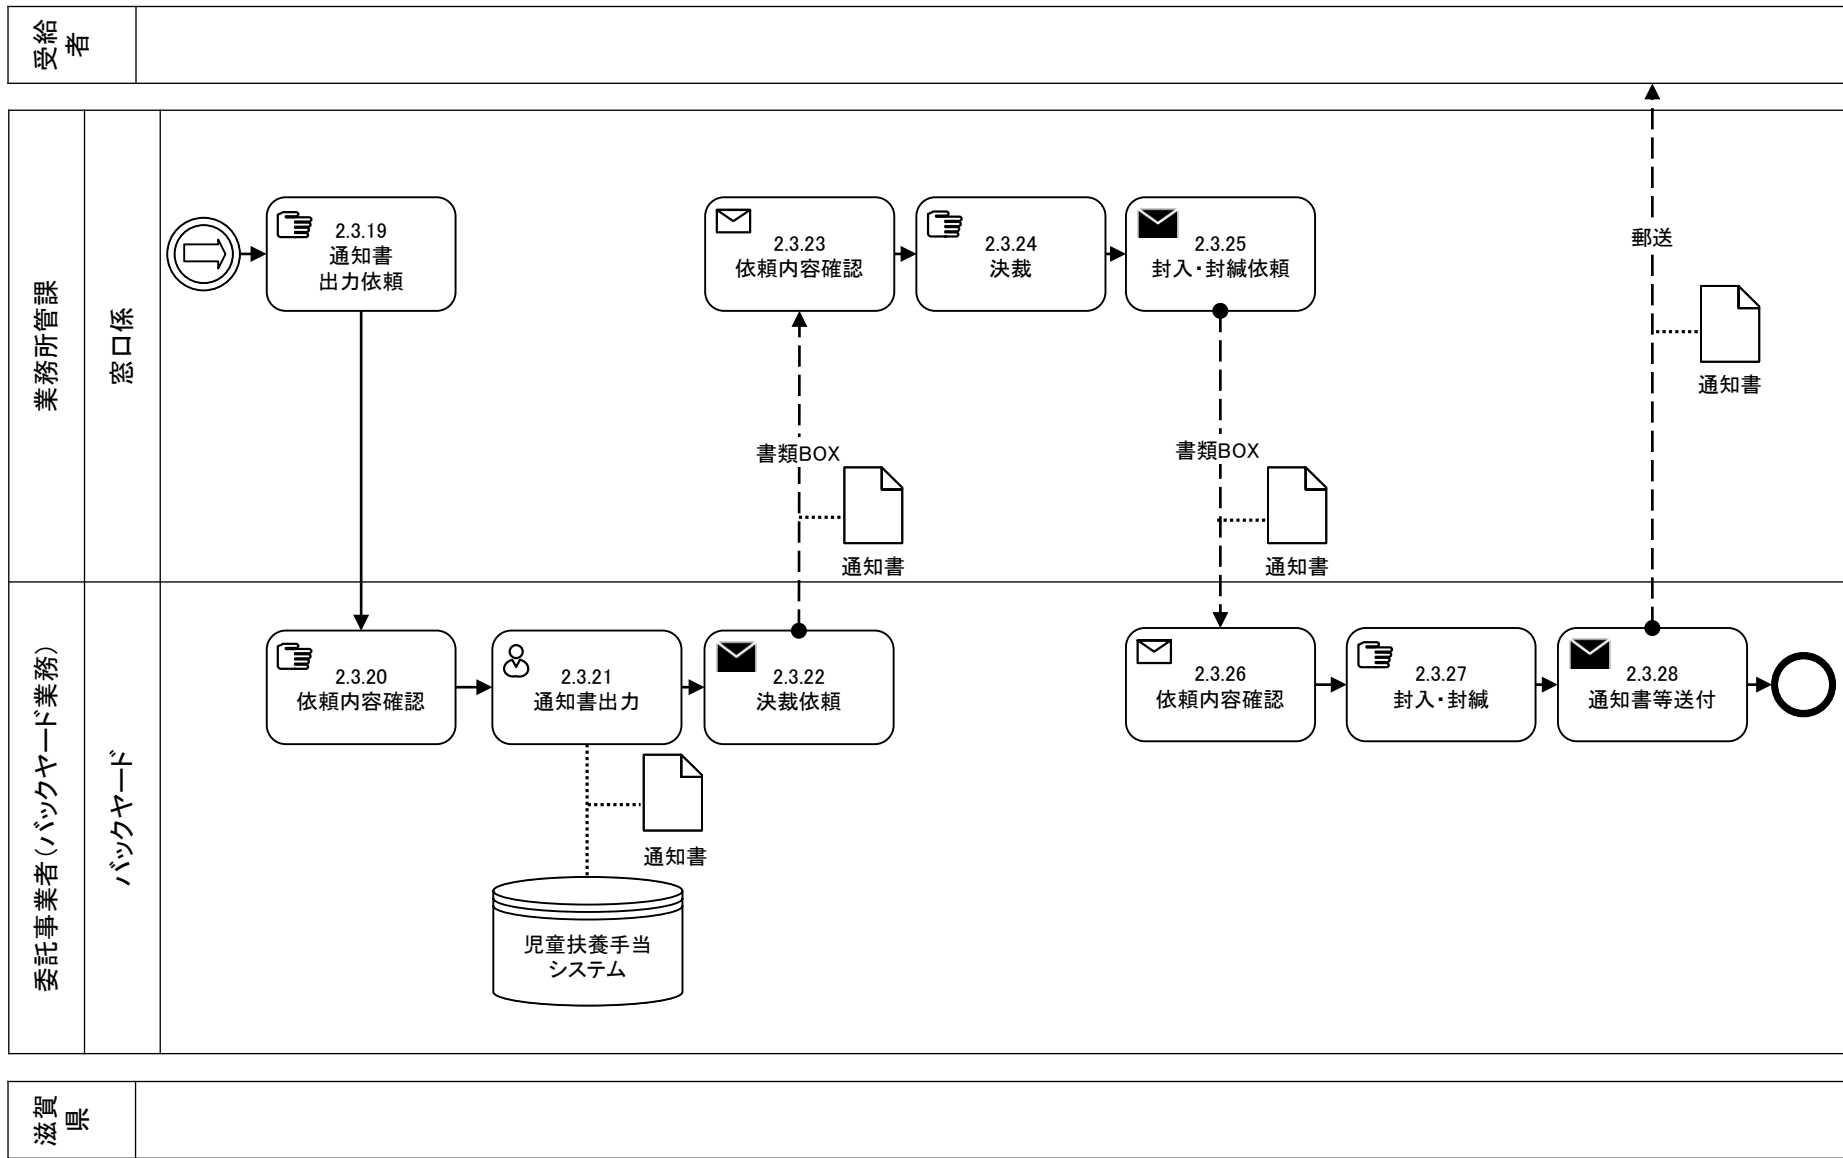 受給
者
業務所管課
窓口係
2.3.19
通知書
出力依頼
2.3.23
依頼内容確認
2.3.24
決裁
2.3.25
封入・封緘依頼
郵送
通知書
書類BOX
通知書
書類BOX
通知書
委託事業者（バックヤード業務）
バックヤード
2.3.20
依頼内容確認
2.3.21
通知書出力
2.3.22
決裁依頼
2.3.26
依頼内容確認
2.3.27
封入・封緘
2.3.28
通知書等送付
通知書
児童扶養手当
システム
滋賀
県